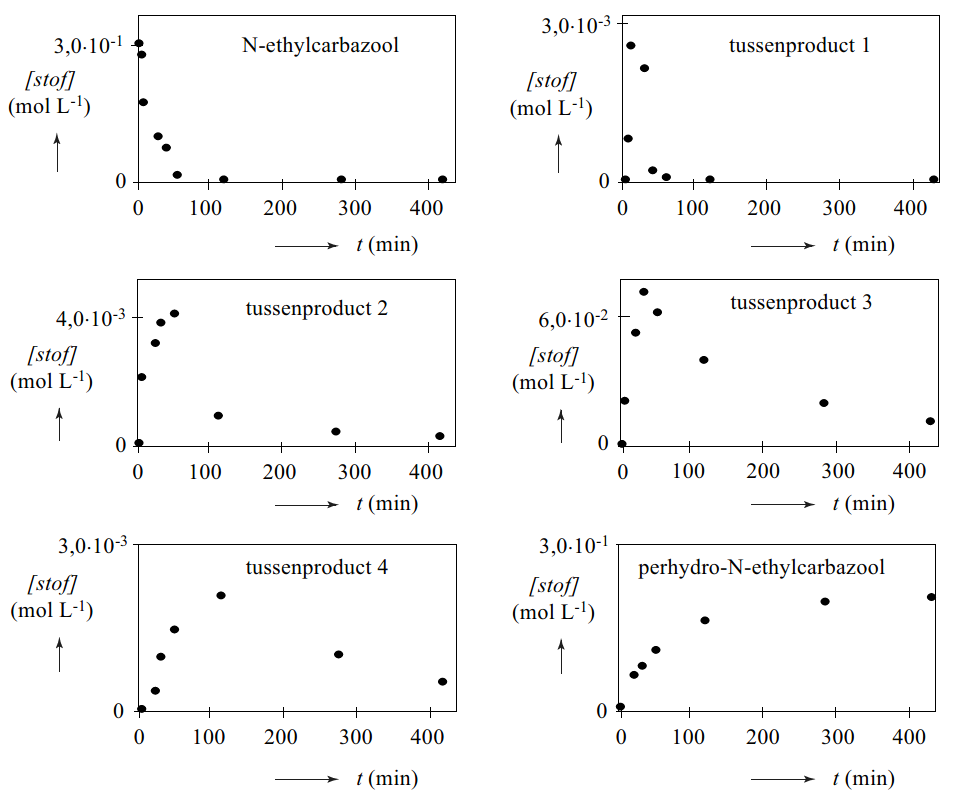 N-ethylcarbazool
3,0·10⁻¹
[stof]
(mol L⁻¹)
0
0 100 200 300 400
t (min)
tussenproduct 1
3,0·10⁻³
[stof]
(mol L⁻¹)
0
0 100 200 300 400
t (min)
tussenproduct 2
4,0·10⁻³
[stof]
(mol L⁻¹)
0
0 100 200 300 400
t (min)
tussenproduct 3
6,0·10⁻²
[stof]
(mol L⁻¹)
0
0 100 200 300 400
t (min)
3,0·10⁻³
tussenproduct 4
[stof]
(mol L⁻¹)
0
0 100 200 300 400
t (min)
3,0·10⁻¹
perhydro-N-ethylcarbazool
[stof]
(mol L⁻¹)
0
0 100 200 300 400
t (min)